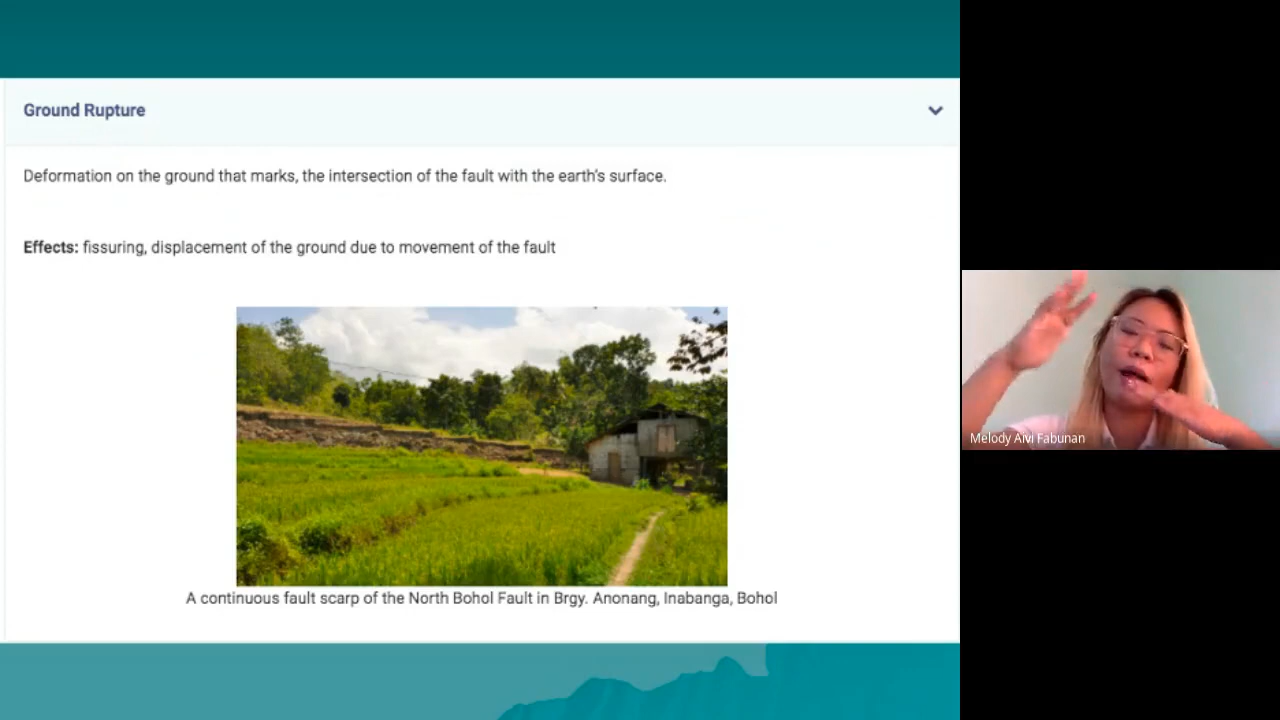 Ground Rupture
Deformation on the ground that marks, the intersection of the fault with the earth's surface.
Effects: fissuring, displacement of the ground due to movement of the fault
A continuous fault scarp of the North Bohol Fault in Brgy. Anonang, Inabanga, Bohol
Melody Aivi Fabunan